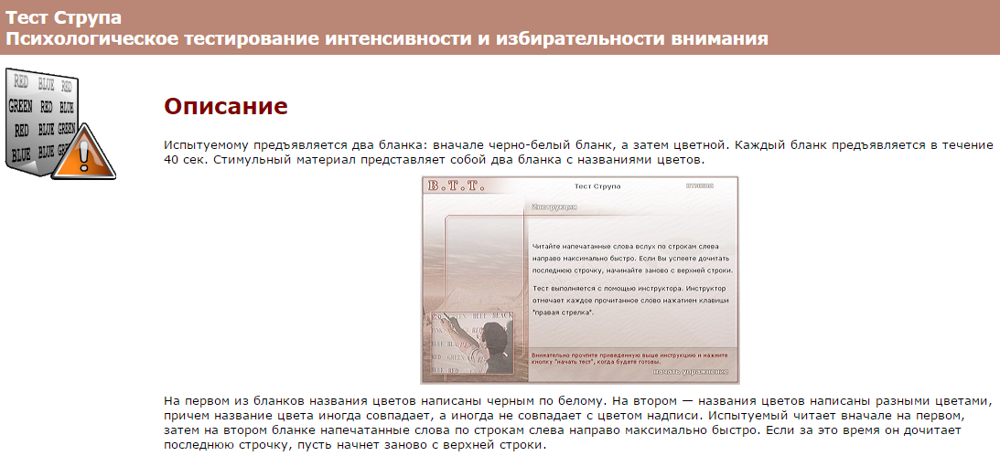 Тест Струпа
Психологическое тестирование интенсивности и избирательности внимания
RED BLUE RED
GREEN RED BLUE
RED BLUE GREEN
BLUE BLUE
Описание
Испытуемому предъявляется два бланка: вначале черно-белый бланк, а затем цветной. Каждый бланк предъявляется в течение
40 сек. Стимульный материал представляет собой два бланка с названиями цветов.
В.Т.Т.
Тест Струпа
отмена
Инструкция
Читайте напечатанные слова вслух по строкам слева
направо максимально быстро. Если Вы успеете дочитать
последнюю строчку, начинайте заново с верхней строки.
Тест выполняется с помощью инструктора. Инструктор
отмечает каждое прочитанное слово нажатием клавиши
"правая стрелка".
Внимательно прочтите приведенную выше инструкцию и нажмите
кнопку "начать тест", когда будете готовы.
начать упражнение
На первом из бланков названия цветов написаны черным по белому. На втором — названия цветов написаны разными цветами,
причем название цвета иногда совпадает, а иногда не совпадает с цветом надписи. Испытуемый читает вначале на первом,
затем на втором бланке напечатанные слова по строкам слева направо максимально быстро. Если за это время он дочитает
последнюю строчку, пусть начнет заново с верхней строки.